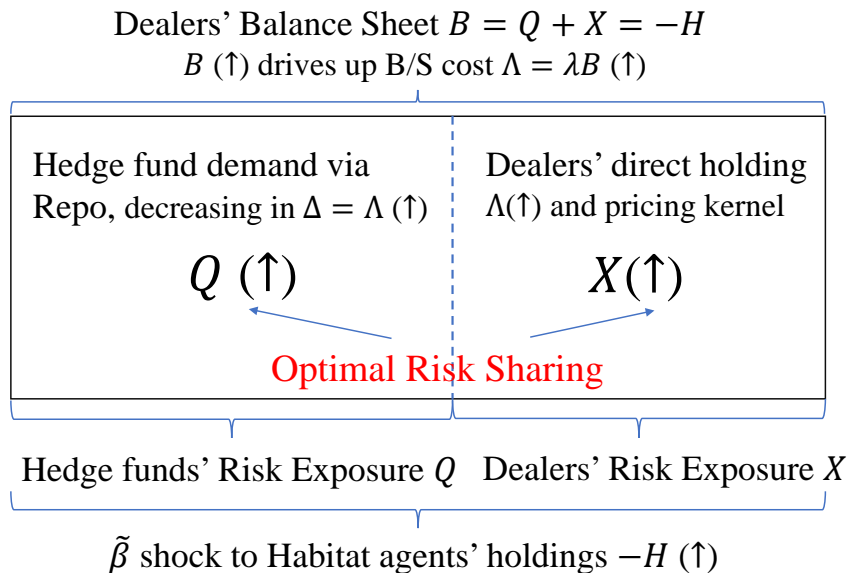 Dealers' Balance Sheet B = Q + X = −H
B (↑) drives up B/S cost Λ = λB (↑)
Hedge fund demand via
Repo, decreasing in Δ = Λ (↑)
Q (↑)
Dealers' direct holding
Λ(↑) and pricing kernel
X(↑)
Optimal Risk Sharing
Hedge funds' Risk Exposure Q
Dealers' Risk Exposure X
β̃ shock to Habitat agents' holdings −H (↑)